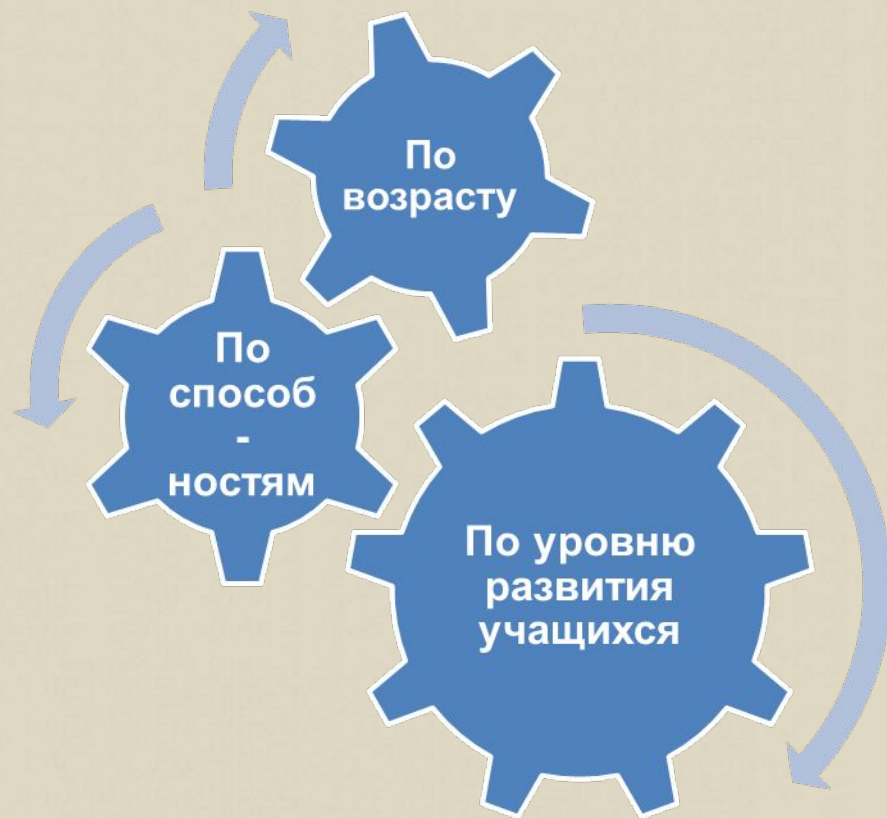 По
возрасту
По
способ
-
ностям
По уровню
развития
учащихся